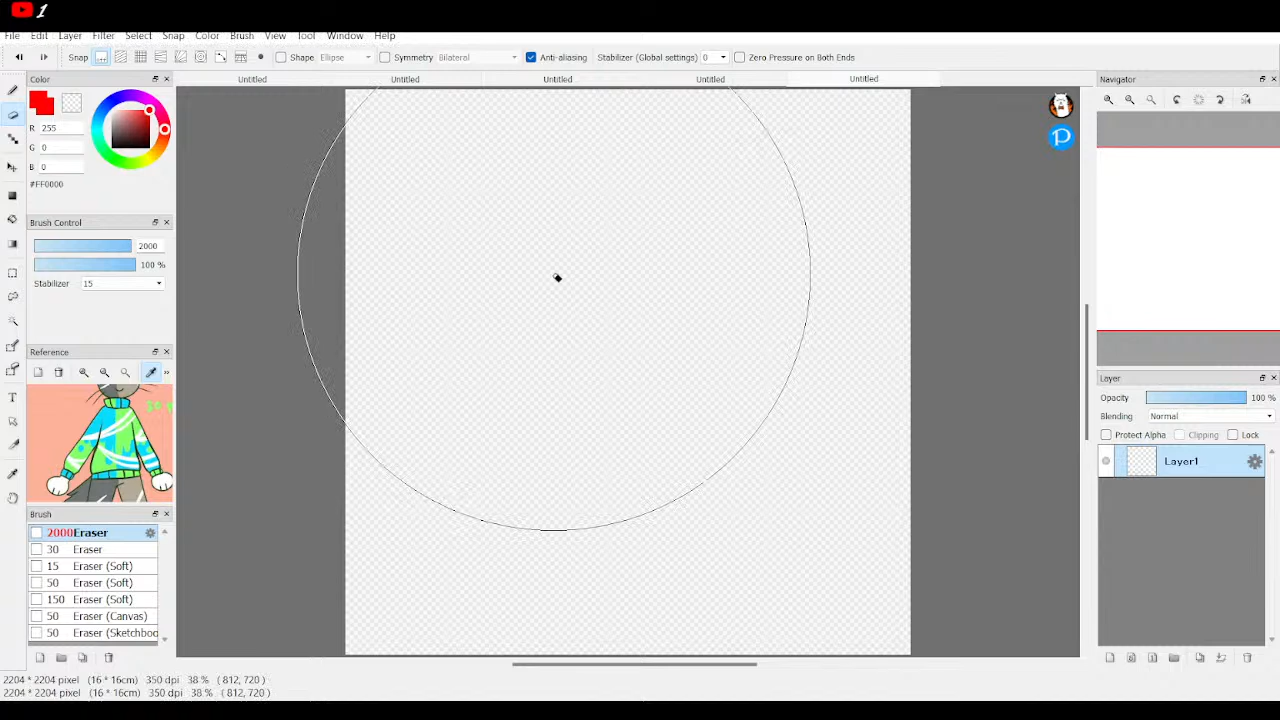 1
File Edit Layer Filter Select Snap Color Brush View Tool Window Help
Snap Shape Ellipse Symmetry Bilateral Anti-aliasing Stabilizer (Global settings) 0 Zero Pressure on Both Ends
Color
Untitled Untitled Untitled Untitled Untitled
Navigator
R 255
G 0
B 0
#FF0000
Brush Control
2000
100 %
Stabilizer 15
Reference
Brush
2000 Eraser
30 Eraser
15 Eraser (Soft)
50 Eraser (Soft)
150 Eraser (Soft)
50 Eraser (Canvas)
50 Eraser (Sketchboo
Layer
Opacity 100 %
Blending Normal
Protect Alpha Clipping Lock
Layer1
2204 * 2204 pixel (16 * 16cm) 350 dpi 38 % ( 812, 720 )
2204 * 2204 pixel (16 * 16cm) 350 dpi 38 % ( 812, 720 )